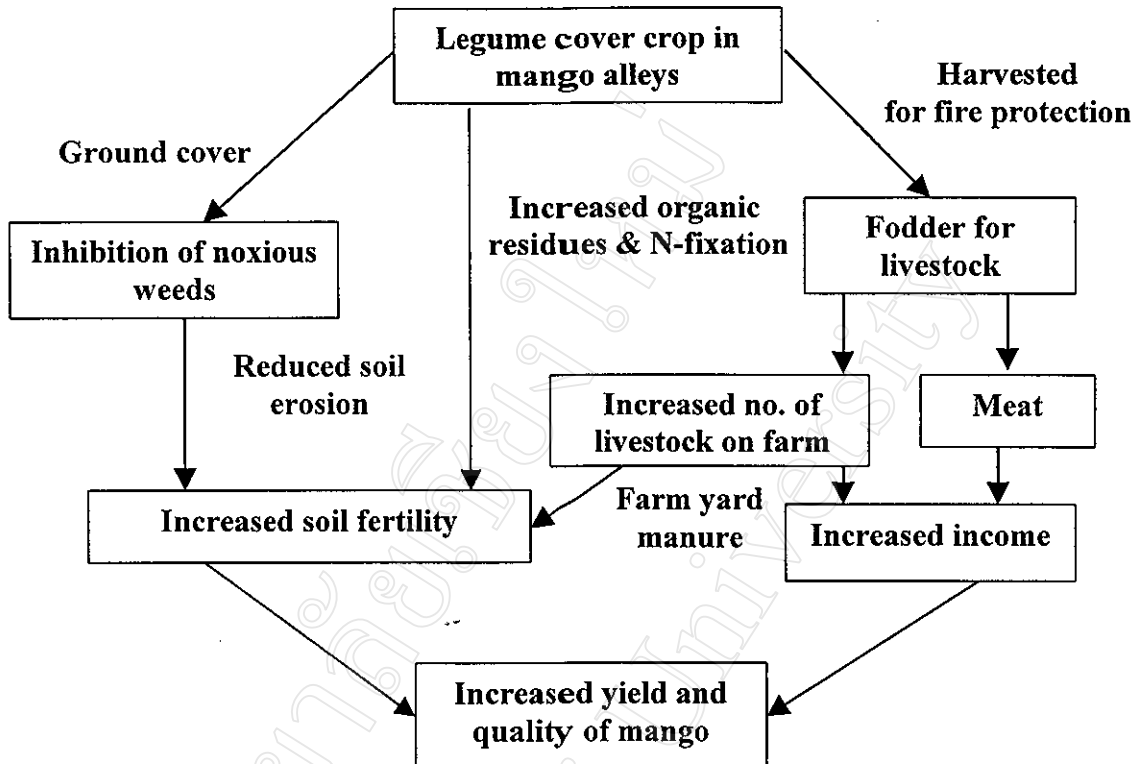 Legume cover crop in
mango alleys
Harvested
for fire protection
Ground cover
Increased organic
residues & N-fixation
Fodder for
livestock
Inhibition of noxious
weeds
Reduced soil
erosion
Increased no. of
livestock on farm
Meat
Increased soil fertility
Farm yard
manure
Increased income
Increased yield and
quality of mango
University
University